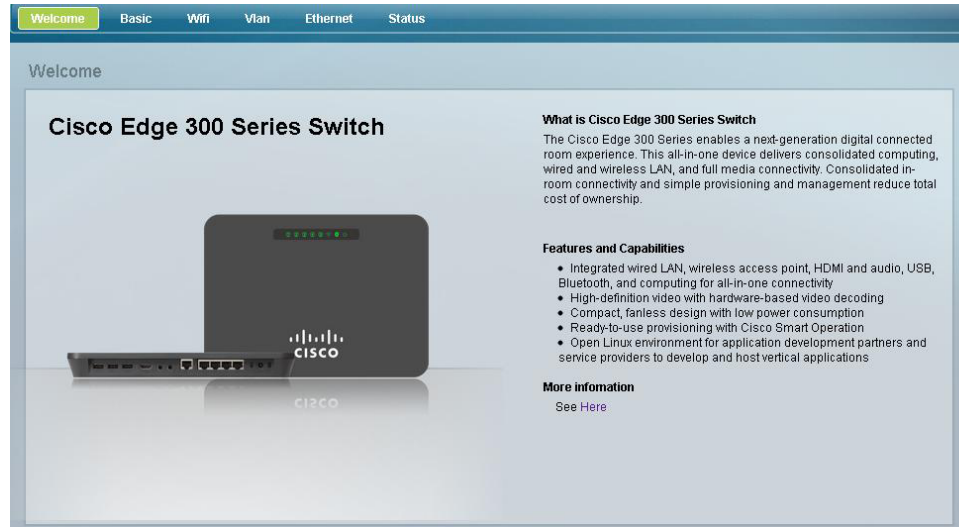 Welcome Basic Wifi Vlan Ethernet Status
Welcome
Cisco Edge 300 Series Switch
CISCO
What is Cisco Edge 300 Series Switch
The Cisco Edge 300 Series enables a next-generation digital connected
room experience. This all-in-one device delivers consolidated computing,
wired and wireless LAN, and full media connectivity. Consolidated in-
room connectivity and simple provisioning and management reduce total
cost of ownership.
Features and Capabilities
• Integrated wired LAN, wireless access point, HDMI and audio, USB,
Bluetooth, and computing for all-in-one connectivity
• High-definition video with hardware-based video decoding
• Compact, fanless design with low power consumption
• Ready-to-use provisioning with Cisco Smart Operation
• Open Linux environment for application development partners and
service providers to develop and host vertical applications
More infomation
See Here